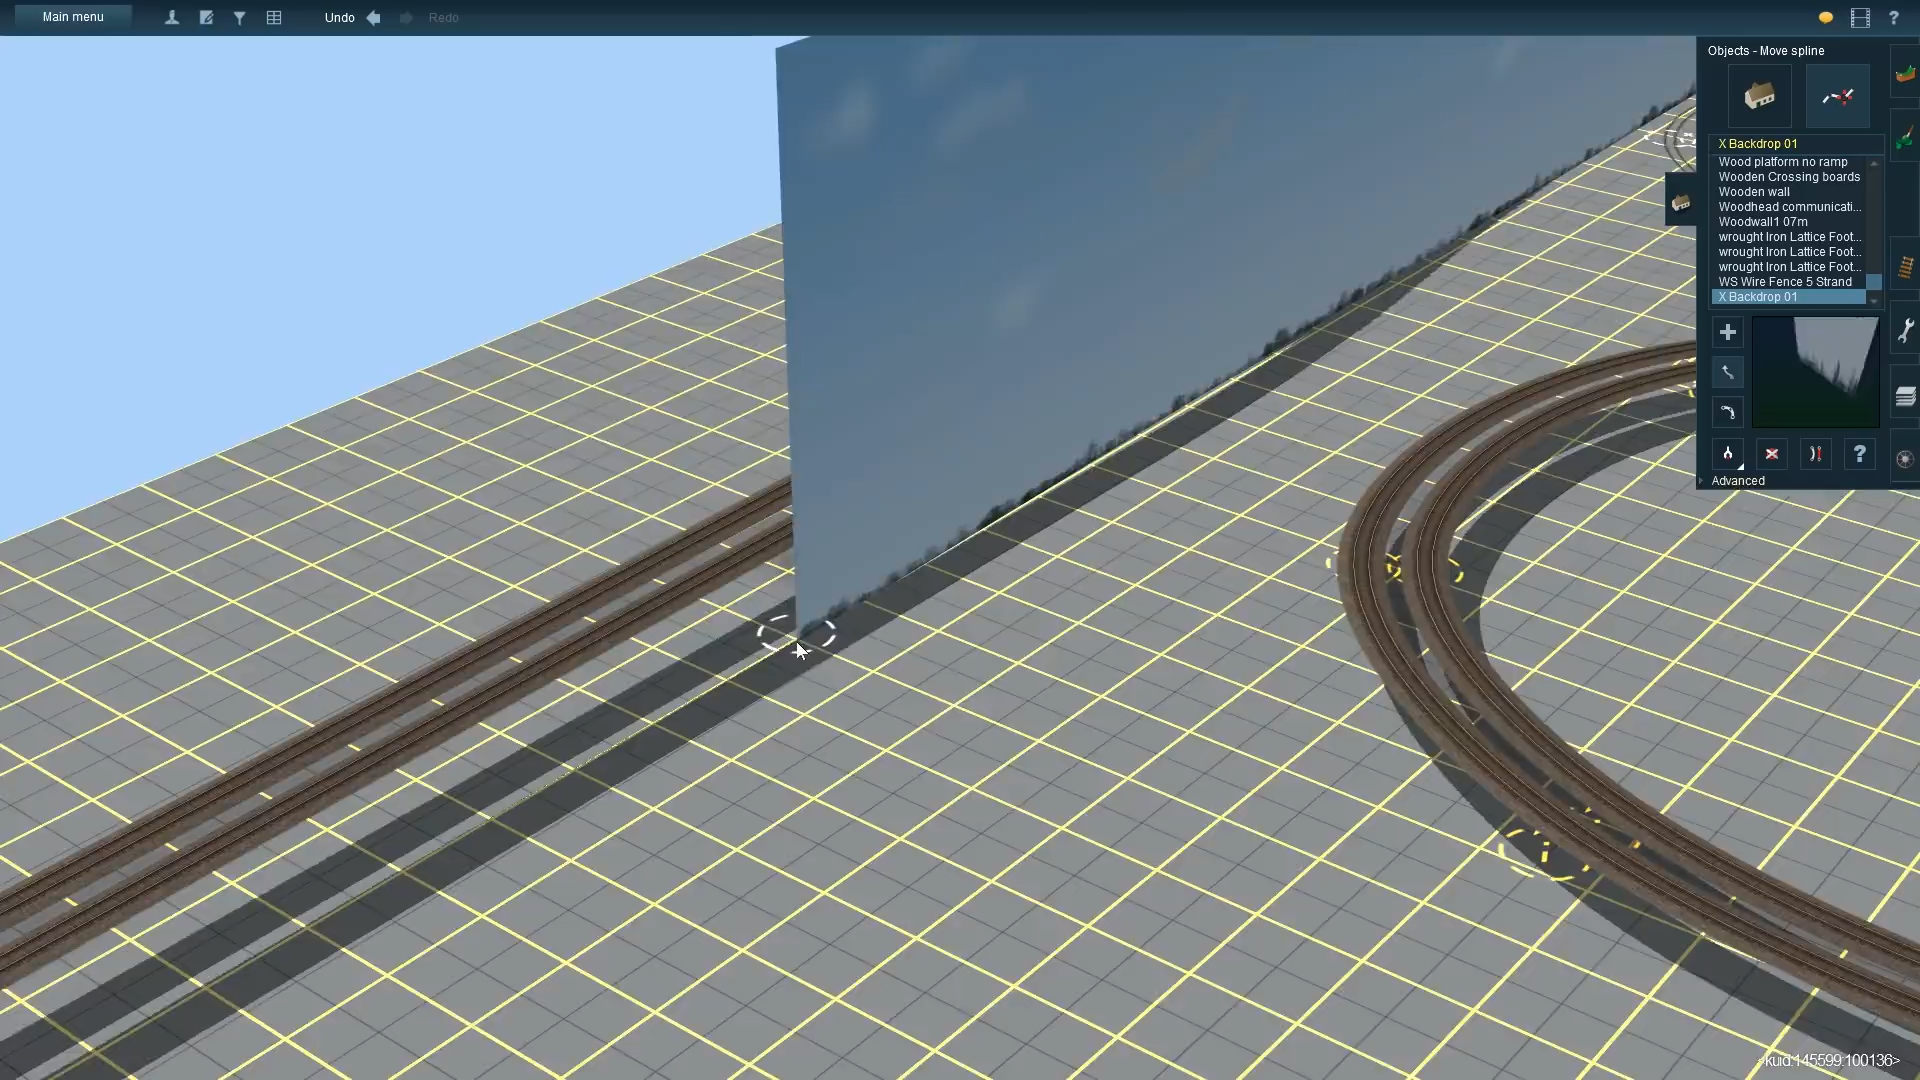 Main menu
Undo
Redo
?
Objects - Move spline
X Backdrop 01
Wood platform no ramp
Wooden Crossing boards
Wooden wall
Woodhead communicati...
Woodwall1 07m
wrought Iron Lattice Foot...
wrought Iron Lattice Foot...
wrought Iron Lattice Foot...
WS Wire Fence 5 Strand
X Backdrop 01
?
Advanced
<kuid:145599:100136>